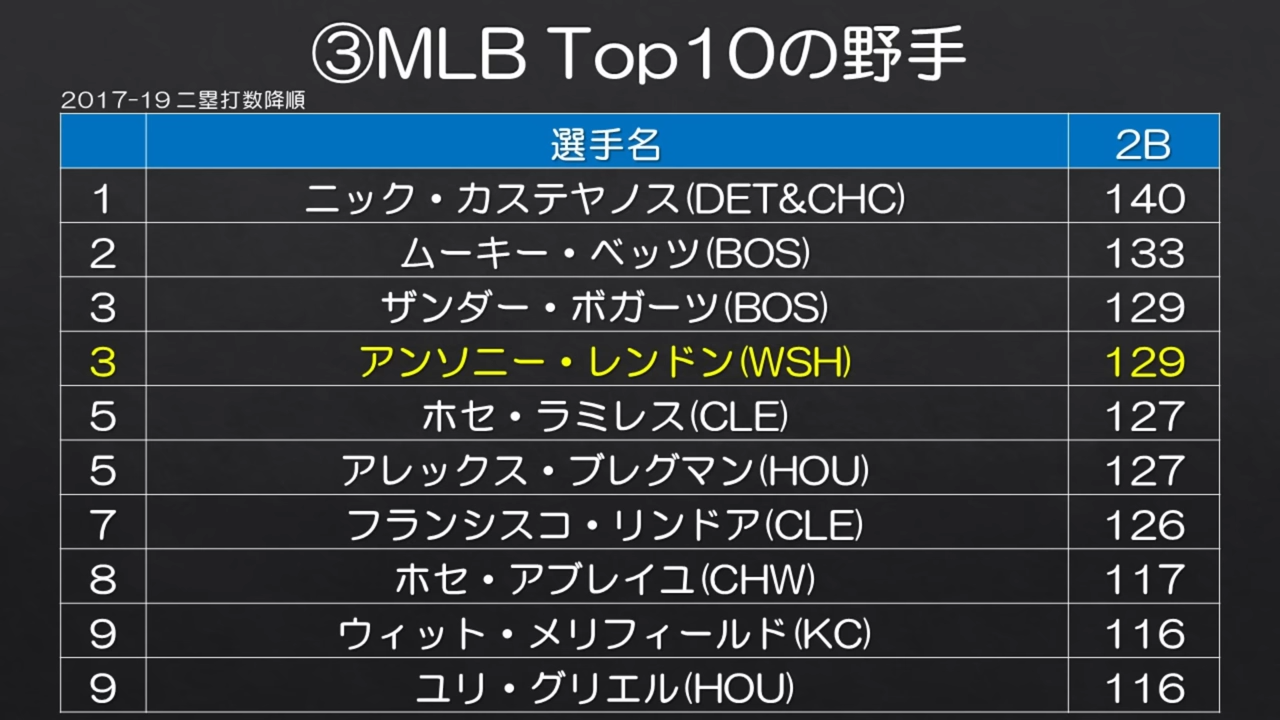 ③MLB Top10の野手
2017-19 二塁打数降順
選手名 2B
1 ニック・カステヤノス(DET&CHC) 140
2 ムーキー・ベッツ(BOS) 133
3 ザンダー・ボガーツ(BOS) 129
3 アンソニー・レンドン(WSH) 129
5 ホセ・ラミレス(CLE) 127
5 アレックス・ブレグマン(HOU) 127
7 フランシスコ・リンドア(CLE) 126
8 ホセ・アブレイユ(CHW) 117
9 ウィット・メリフィールド(KC) 116
9 ユリ・グリエル(HOU) 116